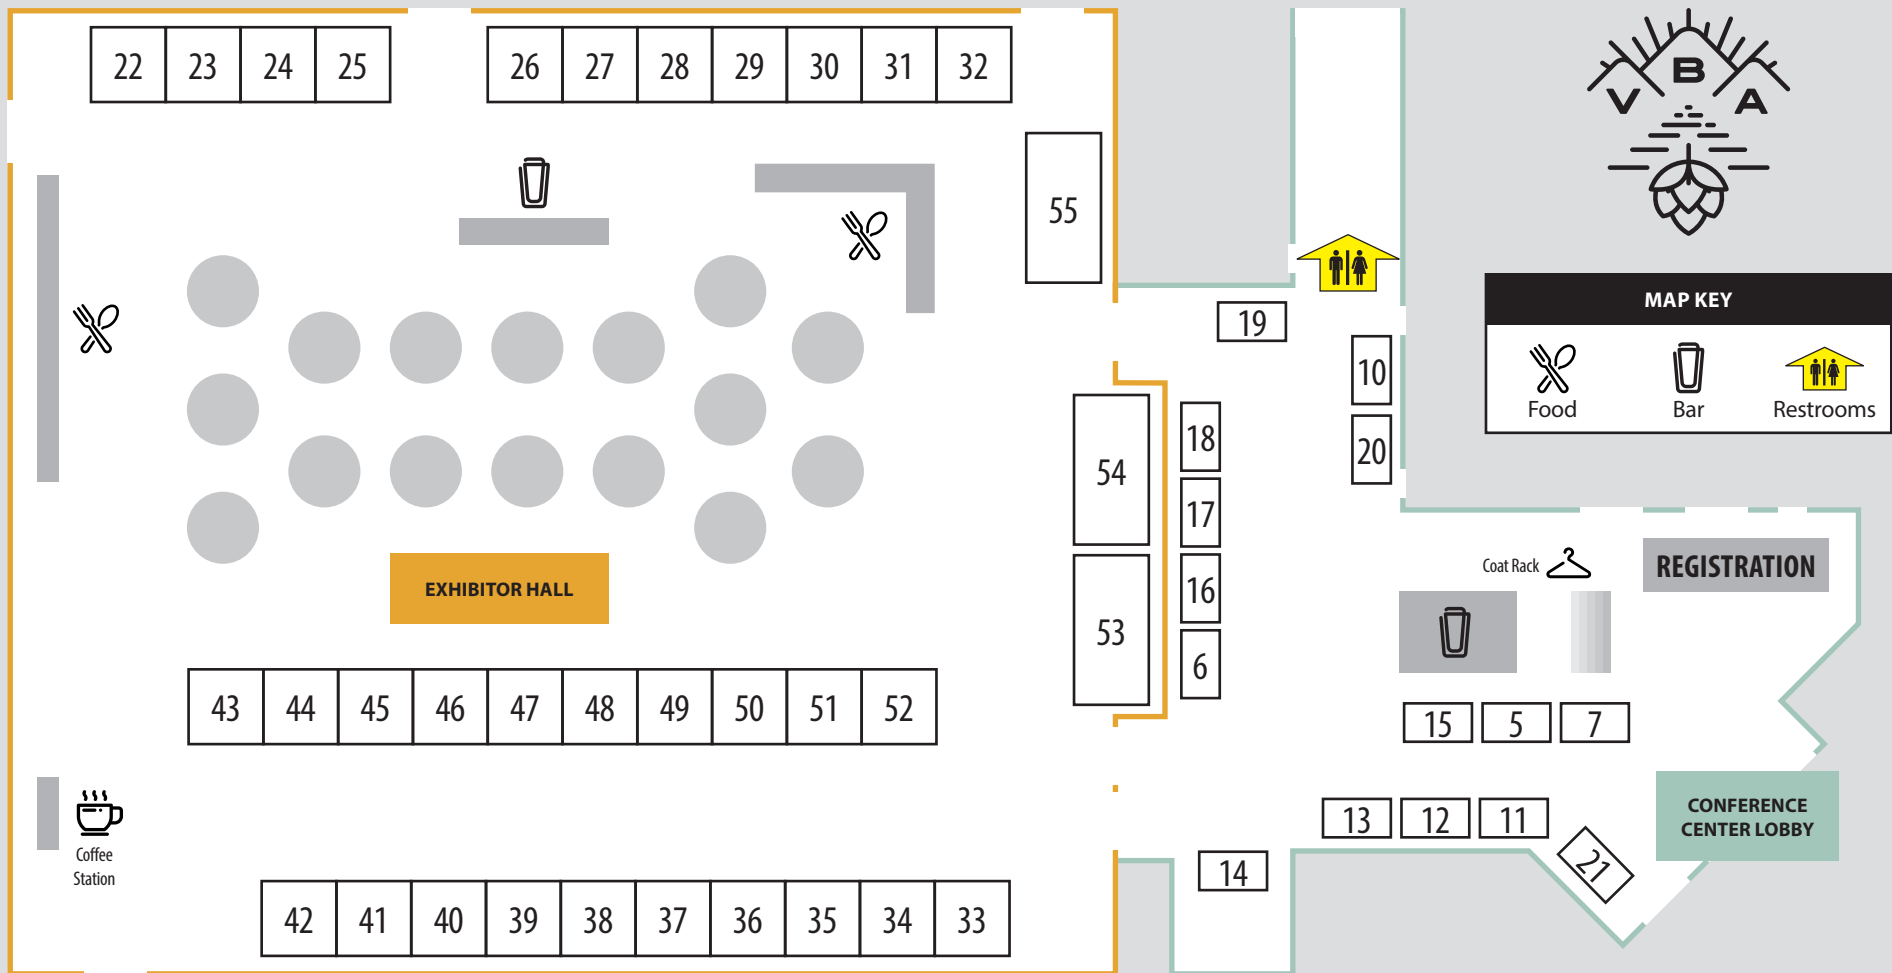 22 23 24 25 26 27 28 29 30 31 32
V B A
55
MAP KEY
Food Bar Restrooms
19
10
20
18
17
16
6
54
53
EXHIBITOR HALL
Coat Rack
REGISTRATION
43 44 45 46 47 48 49 50 51 52
15 5 7
13 12 11
CONFERENCE
CENTER LOBBY
21
14
Coffee
Station
42 41 40 39 38 37 36 35 34 33